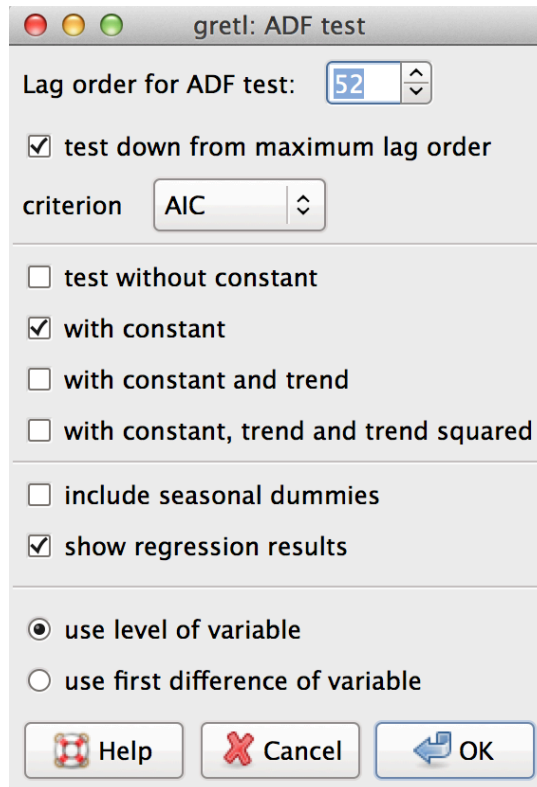 gretl: ADF test
Lag order for ADF test: 52
test down from maximum lag order
criterion AIC
test without constant
with constant
with constant and trend
with constant, trend and trend squared
include seasonal dummies
show regression results
use level of variable
use first difference of variable
Help Cancel OK